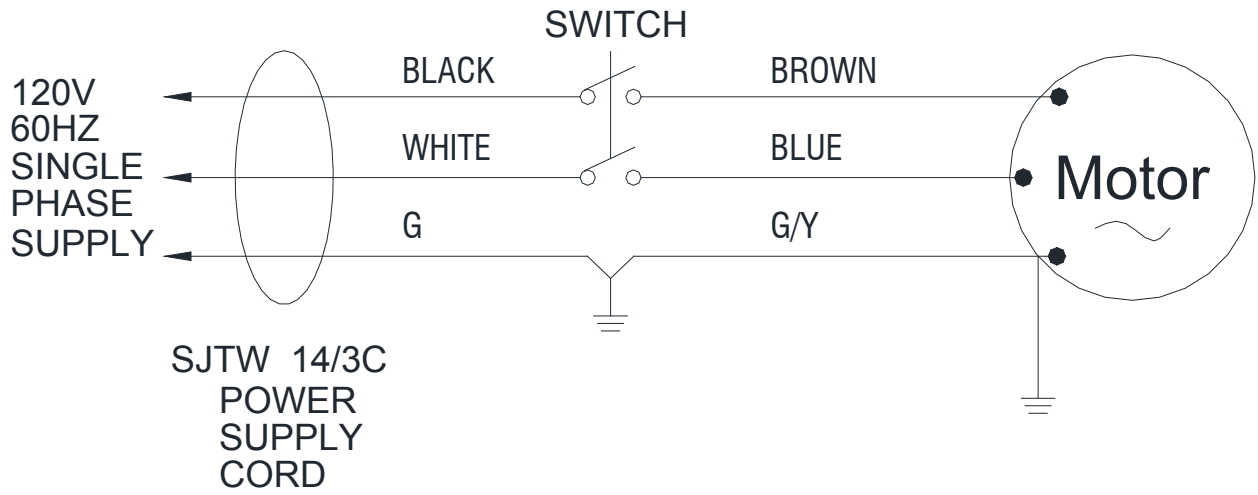 SWITCH
120V
60HZ
SINGLE
PHASE
SUPPLY
BLACK
BROWN
WHITE
BLUE
G
G/Y
Motor
SJTW 14/3C
POWER
SUPPLY
CORD